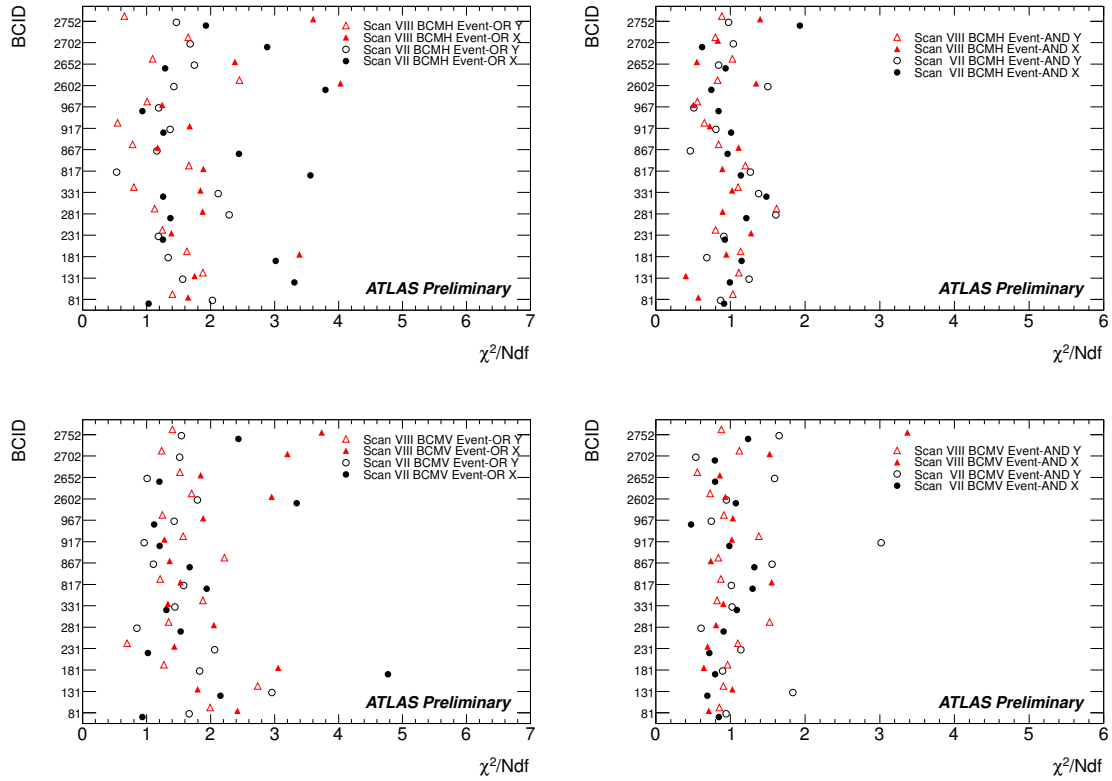 BCID
2752
2702
2652
2602
967
917
867
817
331
281
231
181
131
81
Scan VIII BCMH Event-OR Y
Scan VIII BCMH Event-OR X
Scan VII BCMH Event-OR Y
Scan VII BCMH Event-OR X
ATLAS Preliminary
0 1 2 3 4 5 6 7
χ²/Ndf
BCID
2752
2702
2652
2602
967
917
867
817
331
281
231
181
131
81
Scan VIII BCMH Event-AND Y
Scan VIII BCMH Event-AND X
Scan VII BCMH Event-AND Y
Scan VII BCMH Event-AND X
ATLAS Preliminary
0 1 2 3 4 5 6
χ²/Ndf
BCID
2752
2702
2652
2602
967
917
867
817
331
281
231
181
131
81
Scan VIII BCMV Event-OR Y
Scan VIII BCMV Event-OR X
Scan VII BCMV Event-OR Y
Scan VII BCMV Event-OR X
ATLAS Preliminary
0 1 2 3 4 5 6 7
χ²/Ndf
BCID
2752
2702
2652
2602
967
917
867
817
331
281
231
181
131
81
Scan VIII BCMV Event-AND Y
Scan VIII BCMV Event-AND X
Scan VII BCMV Event-AND Y
Scan VII BCMV Event-AND X
ATLAS Preliminary
0 1 2 3 4 5 6
χ²/Ndf